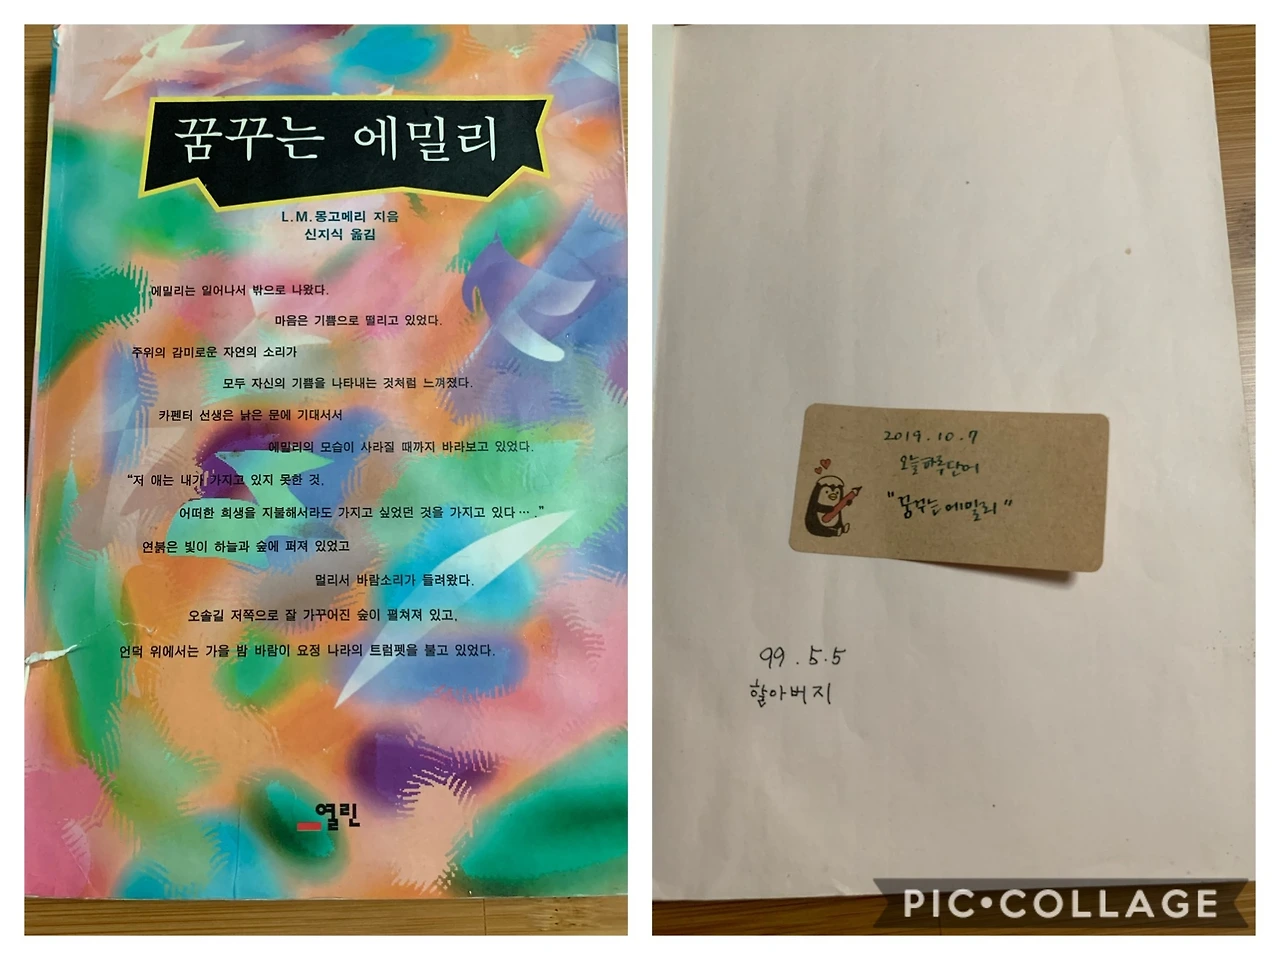 꿈꾸는 에밀리
L.M.몽고메리 지음
신지식 옮김
에밀리는 일어나서 밖으로 나왔다.
마음은 기쁨으로 떨리고 있었다.
주위의 감미로운 자연의 소리가
모두 자신의 기쁨을 나타내는 것처럼 느껴졌다.
카펜터 선생은 낡은 문에 기대서서
에밀리의 모습이 사라질 때까지 바라보고 있었다.
“저 애는 내가 가지고 있지 못한 것,
어떠한 희생을 지불해서라도 가지고 싶었던 것을 가지고 있다….”
연붉은 빛이 하늘과 숲에 퍼져 있었고
멀리서 바람소리가 들려왔다.
오솔길 저쪽으로 잘 가꾸어진 숲이 펼쳐져 있고,
언덕 위에서는 가을 밤 바람이 요정 나라의 트럼펫을 불고 있었다.
열린
2019.10.7
오늘하루단어
"꿈꾸는 에밀리"
99.5.5
할아버지
PIC•COLLAGE